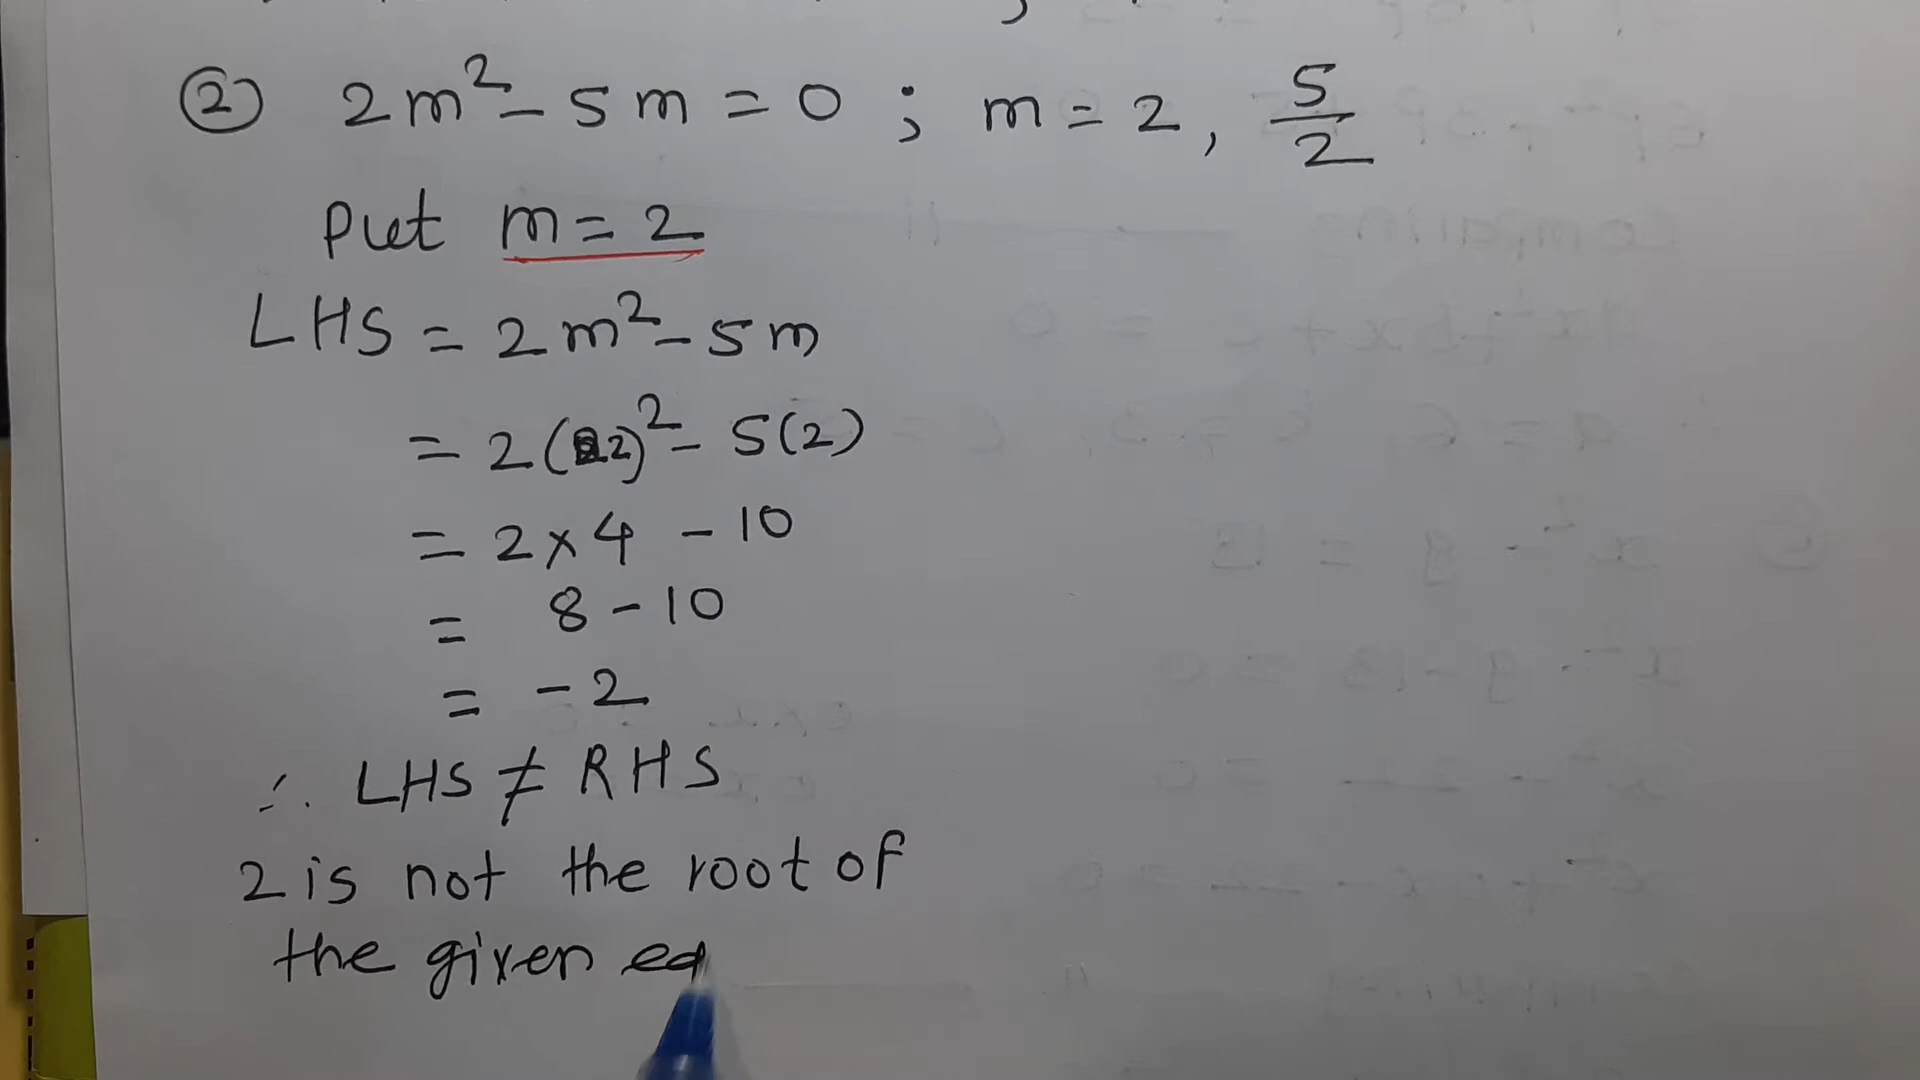 ② 2m² - 5m = 0 ; m = 2, 5/2
Put m = 2
LHS = 2m² - 5m
= 2(2)² - 5(2)
= 2 × 4 - 10
= 8 - 10
= -2
∴ LHS ≠ RHS
2 is not the root of
the given eq